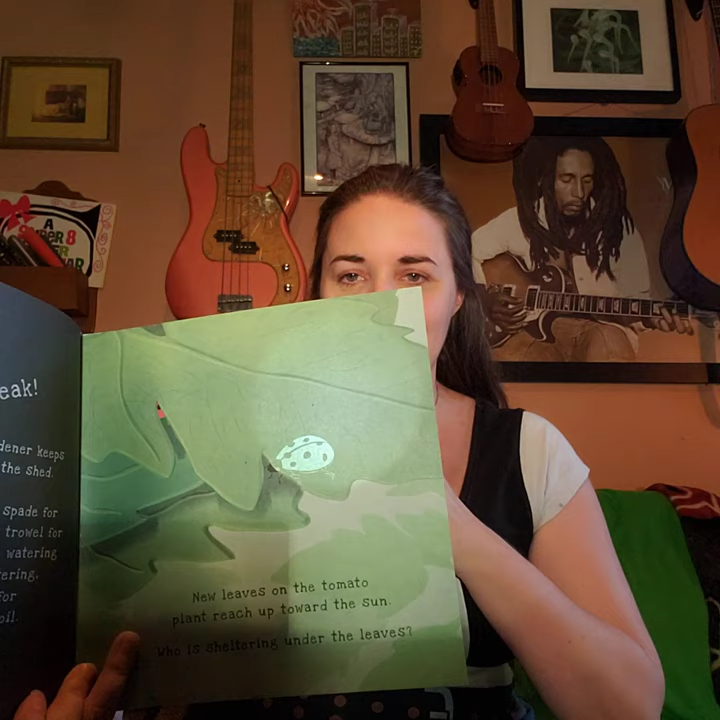 A
SUPER 8
eak!
dener keeps
the shed.
spade for
trowel for
watering
ering,
for
oil.
New leaves on the tomato
plant reach up toward the sun.
Who is sheltering under the leaves?